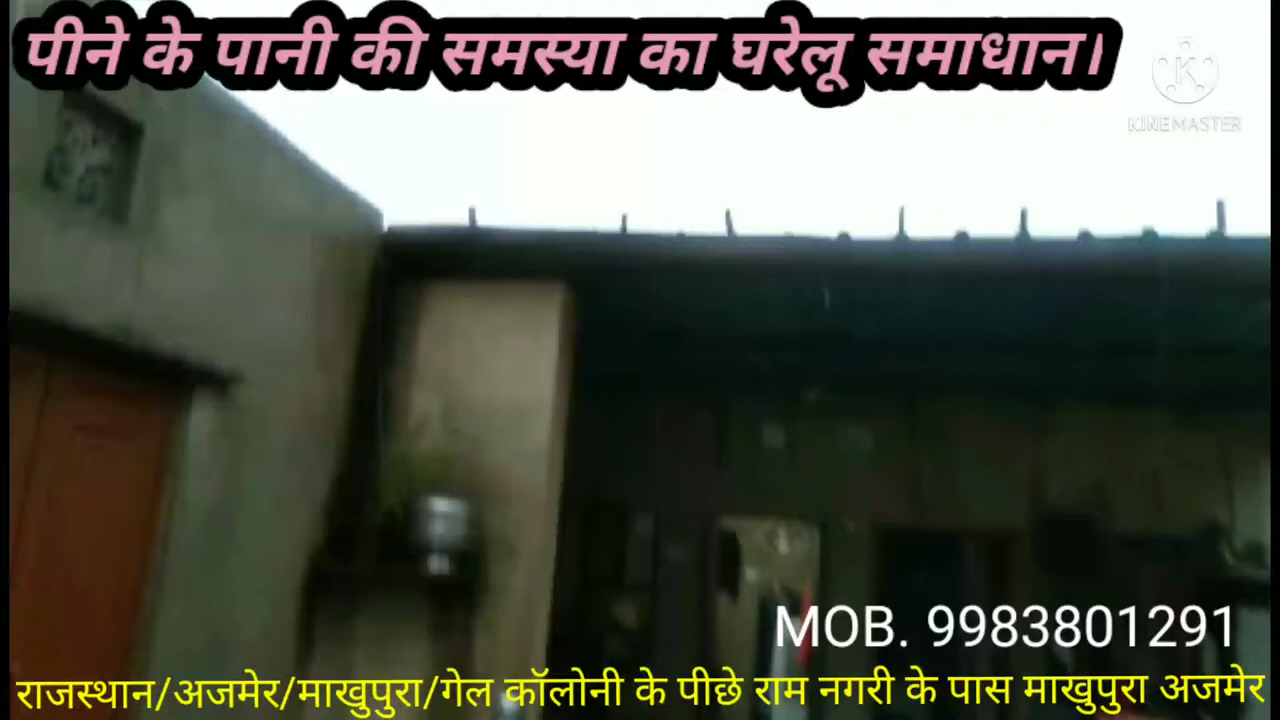 पीने के पानी की समस्या का घरेलू समाधान।
KINEMASTER
MOB. 9983801291
राजस्थान/अजमेर/माखुपुरा/गेल कॉलोनी के पीछे राम नगरी के पास माखुपुरा अजमेर